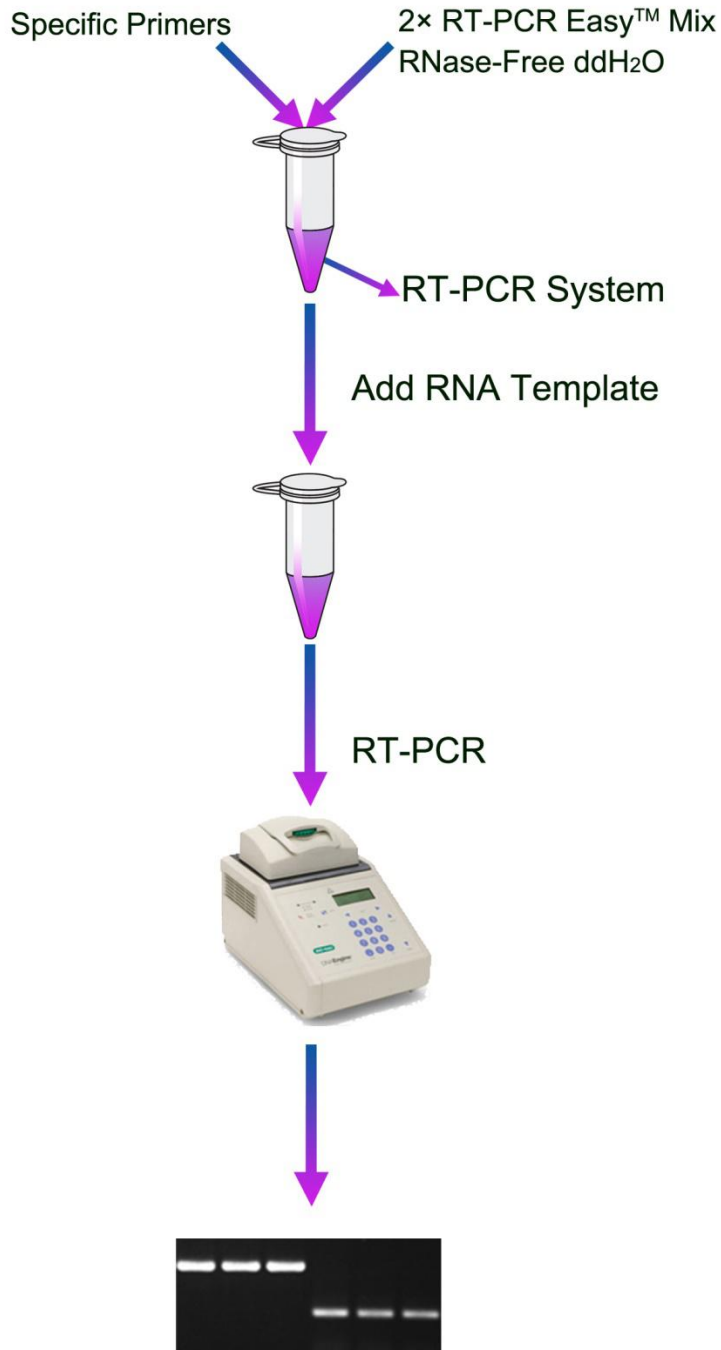 Specific Primers
2× RT-PCR Easy™ Mix
RNase-Free ddH₂O
RT-PCR System
Add RNA Template
RT-PCR